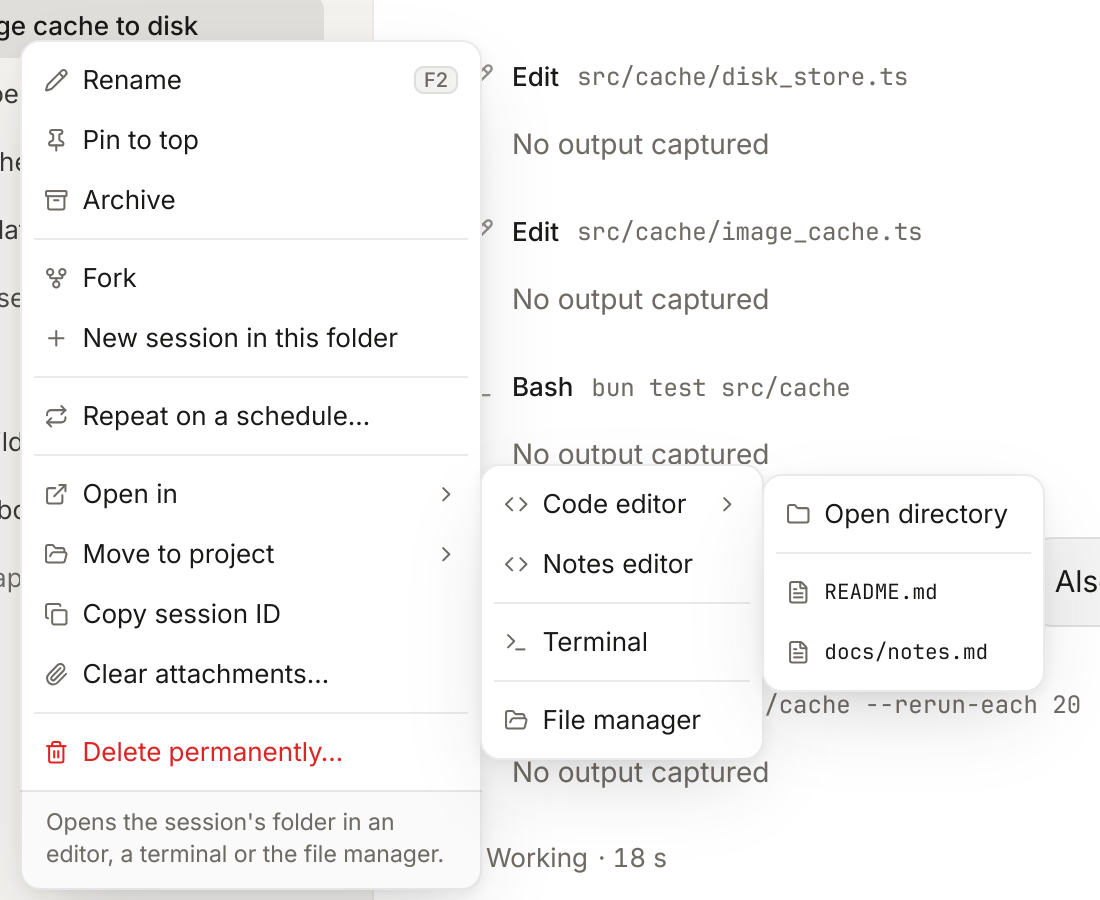 ge cache to disk
Rename F2
Pin to top
Archive
Fork
New session in this folder
Repeat on a schedule...
Open in
Move to project
Copy session ID
Clear attachments...
Delete permanently...
Opens the session's folder in an
editor, a terminal or the file manager.
Edit src/cache/disk_store.ts
No output captured
Edit src/cache/image_cache.ts
No output captured
Bash bun test src/cache
No output captured
Code editor
Notes editor
Terminal
File manager
Open directory
README.md
docs/notes.md
/cache --rerun-each 20
No output captured
Working · 18 s